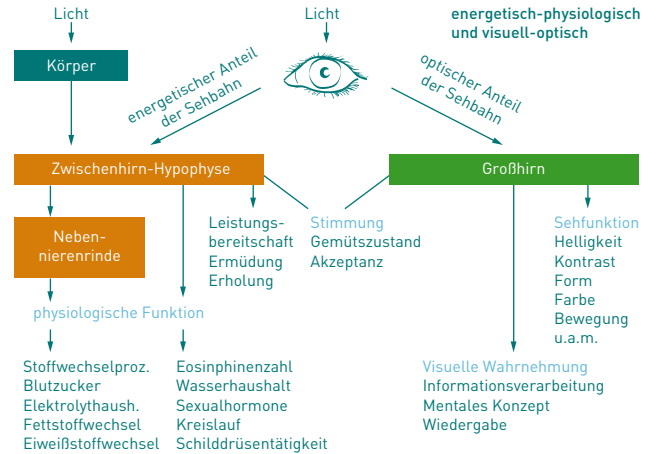 Licht
Licht
energetisch-physiologisch
und visuell-optisch
Körper
energetischer Anteil
der Sehbahn
optischer Anteil
der Sehbahn
Zwischenhirn-Hypophyse
Großhirn
Neben-
nierenrinde
Leistungs-
bereitschaft
Ermüdung
Erholung
Stimmung
Gemütszustand
Akzeptanz
Sehfunktion
Helligkeit
Kontrast
Form
Farbe
Bewegung
u.a.m.
physiologische Funktion
Stoffwechselproz.
Blutzucker
Elektrolythaush.
Fettstoffwechsel
Eiweißstoffwechsel
Eosinphinenzahl
Wasserhaushalt
Sexualhormone
Kreislauf
Schilddrüsentätigkeit
Visuelle Wahrnehmung
Informationsverarbeitung
Mentales Konzept
Wiedergabe